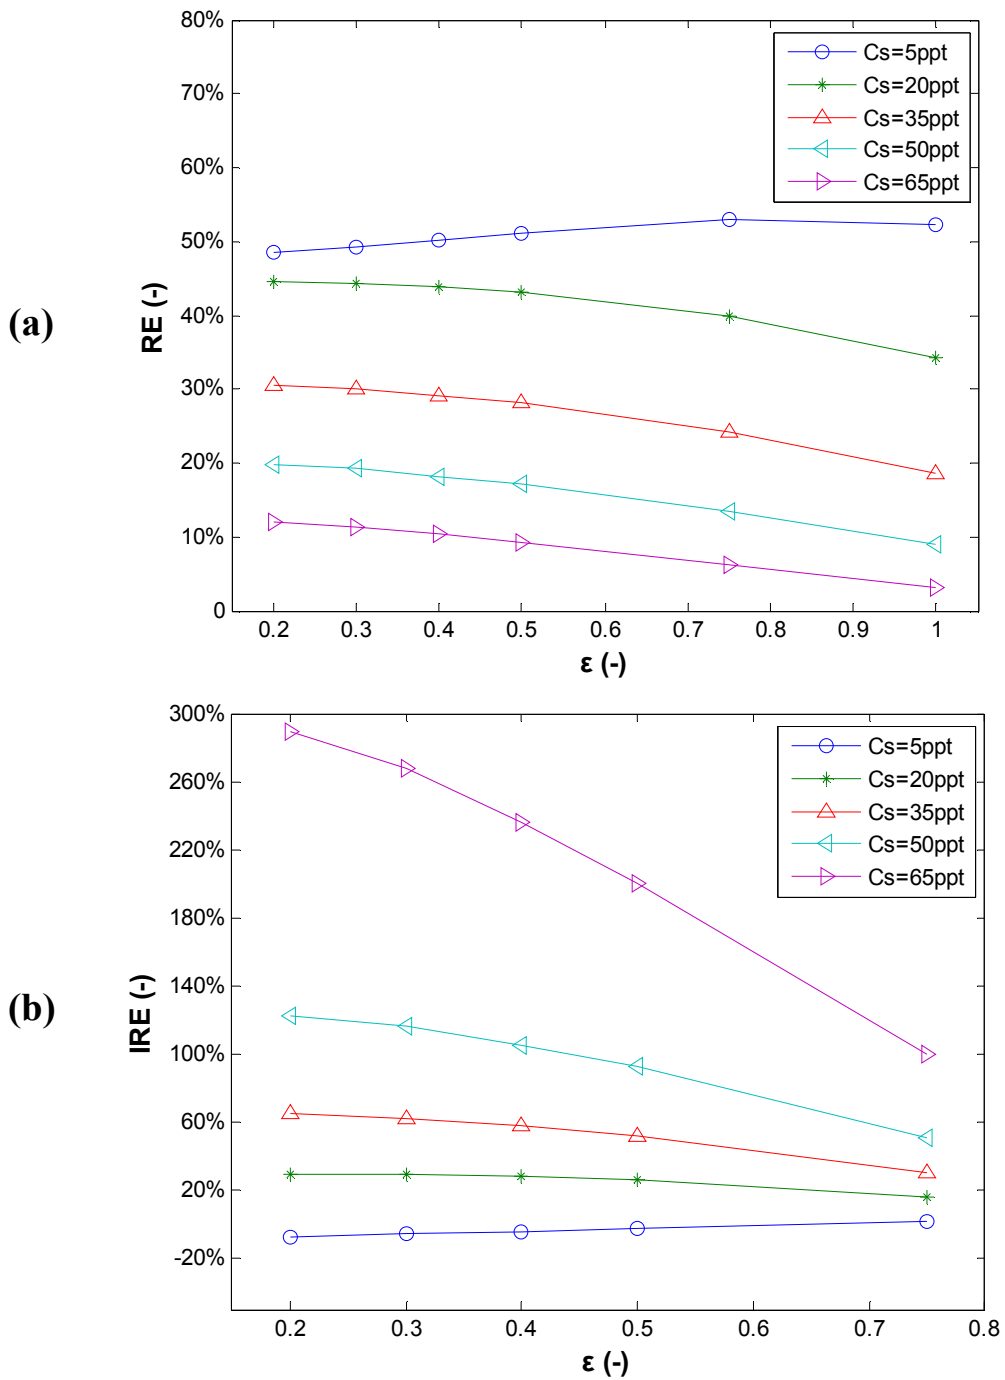 (a)
RE (-)
80%
70%
60%
50%
40%
30%
20%
10%
0
0.2 0.3 0.4 0.5 0.6 0.7 0.8 0.9 1
ε (-)
Cs=5ppt
Cs=20ppt
Cs=35ppt
Cs=50ppt
Cs=65ppt
(b)
IRE (-)
300%
260%
220%
180%
140%
100%
60%
20%
-20%
0.2 0.3 0.4 0.5 0.6 0.7 0.8
ε (-)
Cs=5ppt
Cs=20ppt
Cs=35ppt
Cs=50ppt
Cs=65ppt